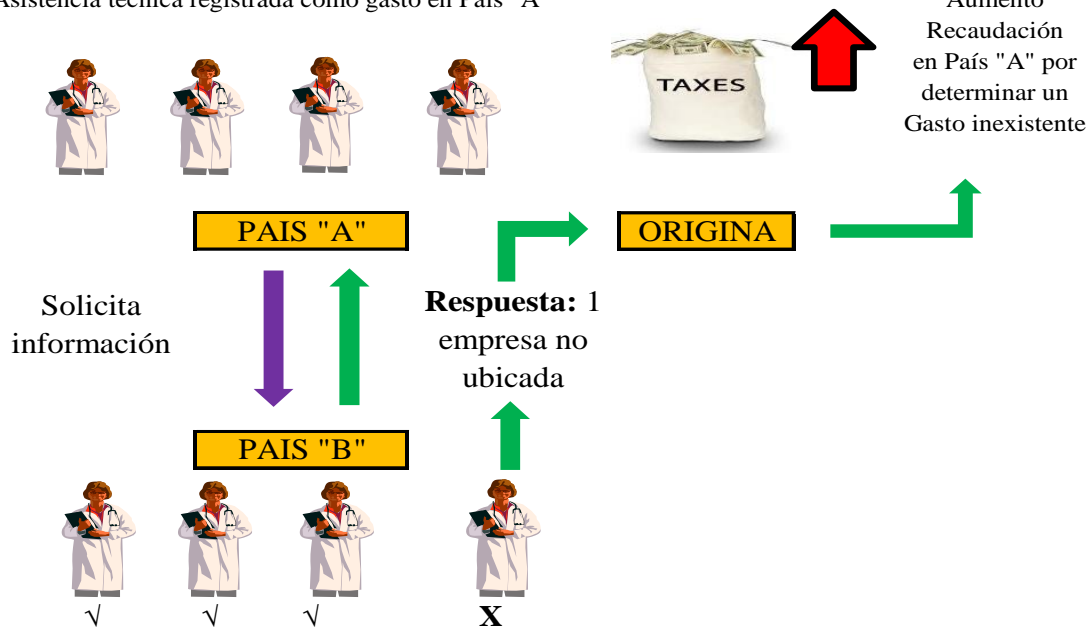 Asistencia técnica registrada como gasto en País "A"
Aumento
Recaudación
en País "A" por
determinar un
Gasto inexistente
TAXES
PAIS "A"
ORIGINA
Solicita
información
Respuesta: 1
empresa no
ubicada
PAIS "B"
√ √ √ X